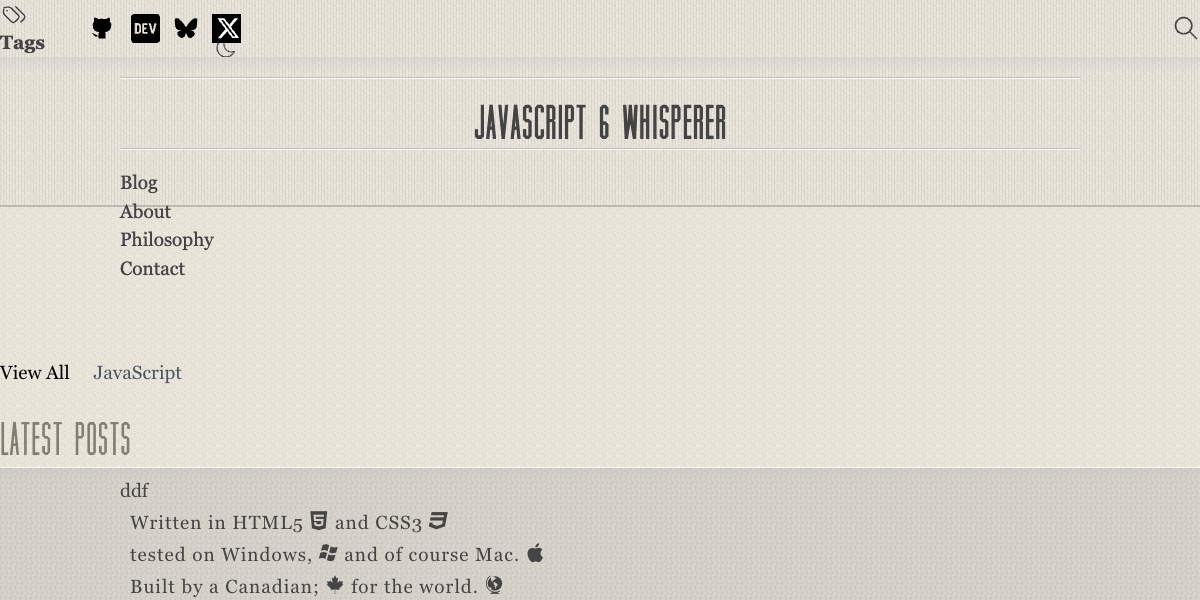 Tags
DEV
JAVASCRIPT 6 WHISPERER
Blog
About
Philosophy
Contact
View All JavaScript
LATEST POSTS
ddf
Written in HTML5 and CSS3
tested on Windows, and of course Mac.
Built by a Canadian; for the world.